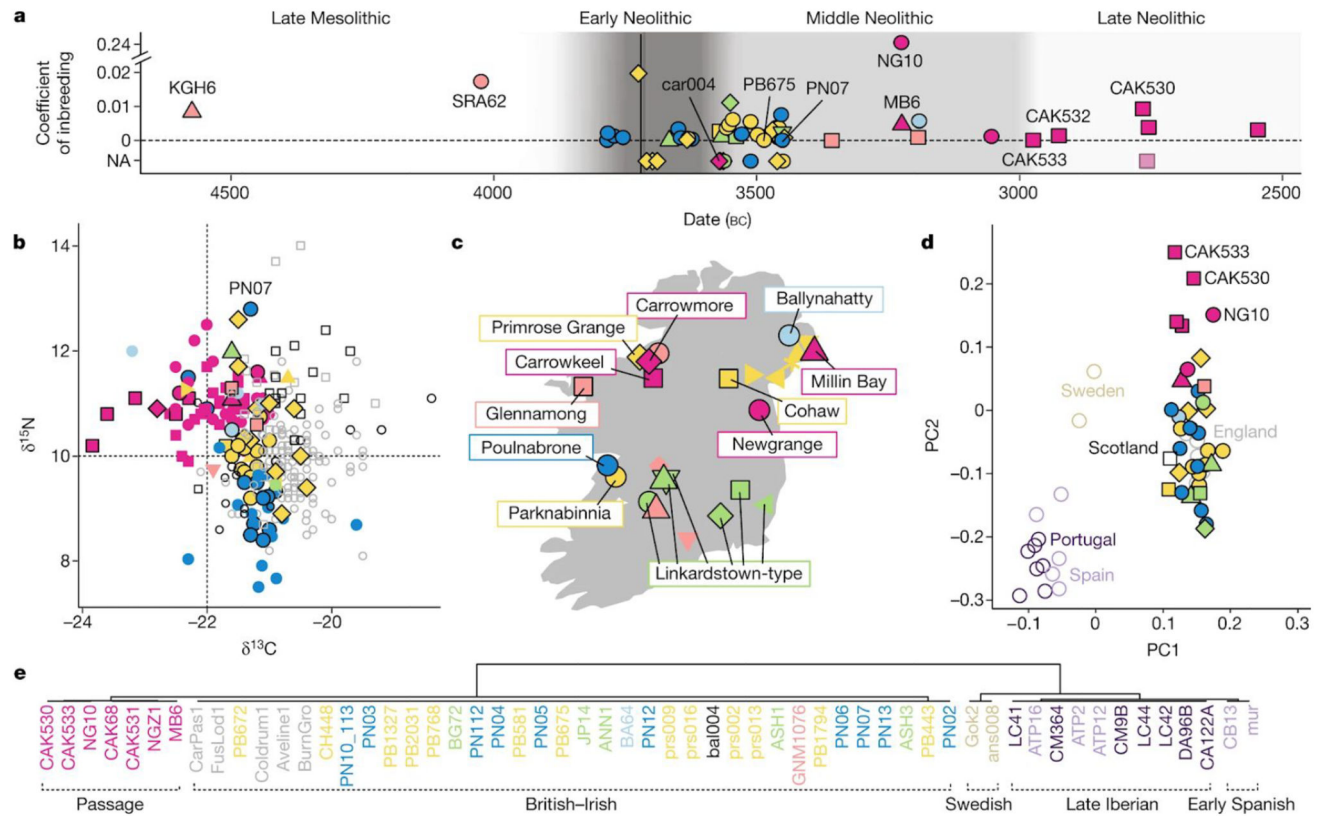 a
Late Mesolithic
Early Neolithic
Middle Neolithic
Late Neolithic
Coefficient
of inbreeding
0.24
0.02
0.01
0
NA
KGH6
SRA62
car004
PB675
PN07
NG10
MB6
CAK533
CAK532
CAK530
4500
4000
3500
3000
2500
Date (BC)
b
δ15N
14
12
10
8
PN07
−24
−22
−20
δ13C
c
Carrowmore
Ballynahatty
Primrose Grange
Carrowkeel
Millin Bay
Glennamong
Cohaw
Newgrange
Poulnabrone
Parknabinnia
Linkardstown-type
d
PC2
0.2
0.1
0
−0.1
−0.2
−0.3
CAK533
CAK530
NG10
Sweden
Scotland
England
Portugal
Spain
−0.1
0
0.1
0.2
0.3
PC1
e
CAK530
CAK533
NG10
CAK68
CAK531
NGZ1
MB6
CarPas1
FusLod1
PB672
Coldrum1
Aveline1
BurnGro
CH448
PN10_113
PN03
PB1327
PB2031
PB768
BG72
PN112
PN04
PB581
PN05
PB675
JP14
ANN1
BA64
PN12
prs009
prs016
bal004
prs002
prs013
ASH1
GNM1076
PB1794
PN06
PN07
PN13
ASH3
PB443
PN02
Gok2
ans008
LC41
ATP16
CM364
ATP2
ATP12
CM9B
LC44
LC42
DA96B
CA122A
CB13
mur
Passage
British–Irish
Swedish
Late Iberian
Early Spanish